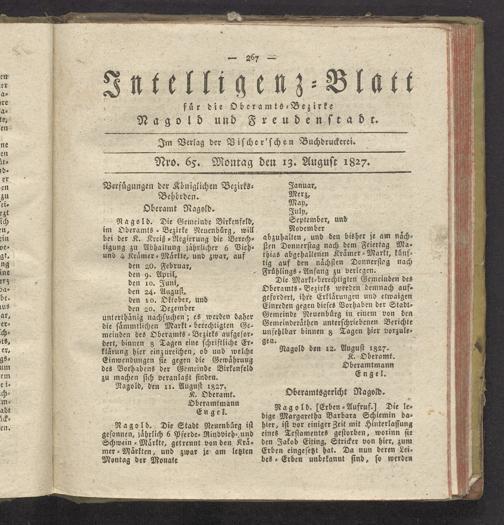 — 267 —
Intelligenz-Blatt
für die Oberamts-Bezirke
Nagold und Freudenstadt.
Im Verlag der Vischer'schen Buchdruckerei.
Nro. 65. Montag den 13. August 1827.
Verfügungen der Königlichen Bezirks-
Behörden.
Oberamt Nagold.
Nagold. Die Gemeinde Birkenfeld,
im Oberamts-Bezirke Neuenbürg, will
bei der K. Kreis-Regierung die Berech-
tigung zu Abhaltung jährlicher 6 Vieh-
und 4 Krämer-Märkte, und zwar, auf
den 20. Februar,
den 9. April,
den 10. Juni,
den 24. August,
den 10. Oktober, und
den 20. Dezember
unterthänig nachsuchen; es werden daher
die sämmtlichen Markt-berechtigten Ge-
meinden des Oberamts-Bezirks aufgefor-
dert, binnen 8 Tagen eine schriftliche Er-
klärung hier einzureichen, ob und welche
Einwendungen sie gegen die Gewährung
des Vorhabens der Gemeinde Birkenfeld
zu machen sich veranlaßt finden.
Nagold, den 11. August 1827.
K. Oberamt.
Oberamtmann
Engel.
Nagold. Die Stadt Neuenbürg ist
gesonnen, jährlich 6 Pferde-Rindvieh-und
Schwein-Märkte, getrennt von den Krä-
mer-Märkten, und zwar je am letzten
Montag der Monate
Januar,
Merz,
May,
July,
September, und
November
abzuhalten, und den bisher je am näch-
sten Donnerstag nach dem Feiertag Ma-
thias abgehaltenen Krämer-Markt, künf-
tig auf den nächsten Donnerstag nach
Frühlings-Anfang zu verlegen.
Die Markt-berechtigten Gemeinden des
Oberamts-Bezirks werden demnach auf-
gefordert, ihre Erklärungen und etwaigen
Einreden gegen dieses Vorhaben der Stadt-
Gemeinde Neuenbürg in einem von den
Gemeinderäthen unterschriebenen Berichte
unfehlbar binnen 8 Tagen hier vorzule-
gen.
Nagold den 12. August 1827.
K. Oberamt.
Oberamtmann
Engel.
Oberamtsgericht Nagold.
Nagold. [Erben-Aufruf.] Die le-
dige Margaretha Barbara Schlemin da-
hier, ist vor einiger Zeit mit Hinterlassung
eines Testamentes gestorben, worinn sie
den Jakob Eiting, Stricker von hier, zum
Erben eingesetzt hat. Da nun deren Lei-
bes-Erben unbekannt sind, so werden